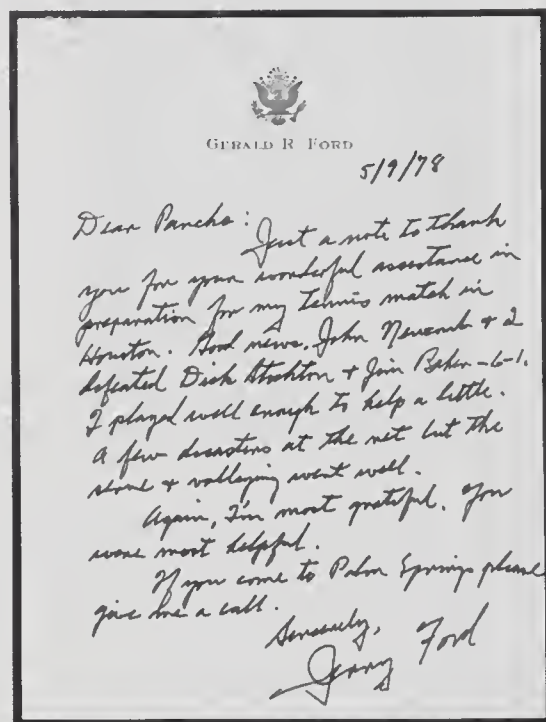 GERALD R. FORD
5/9/78
Dear Pancho:
Just a note to thank
you for your wonderful assistance in
preparation for my tennis match in
Houston. Good news. John Newcomb & I
defeated Dick Stockton & Jim Baker - 6-1.
I played well enough to help a little.
A few disasters at the net but the
serve & volleying went well.
Again, I'm most grateful. You
were most helpful.
If you come to Palm Springs please
give me a call.
Sincerely,
Jerry Ford